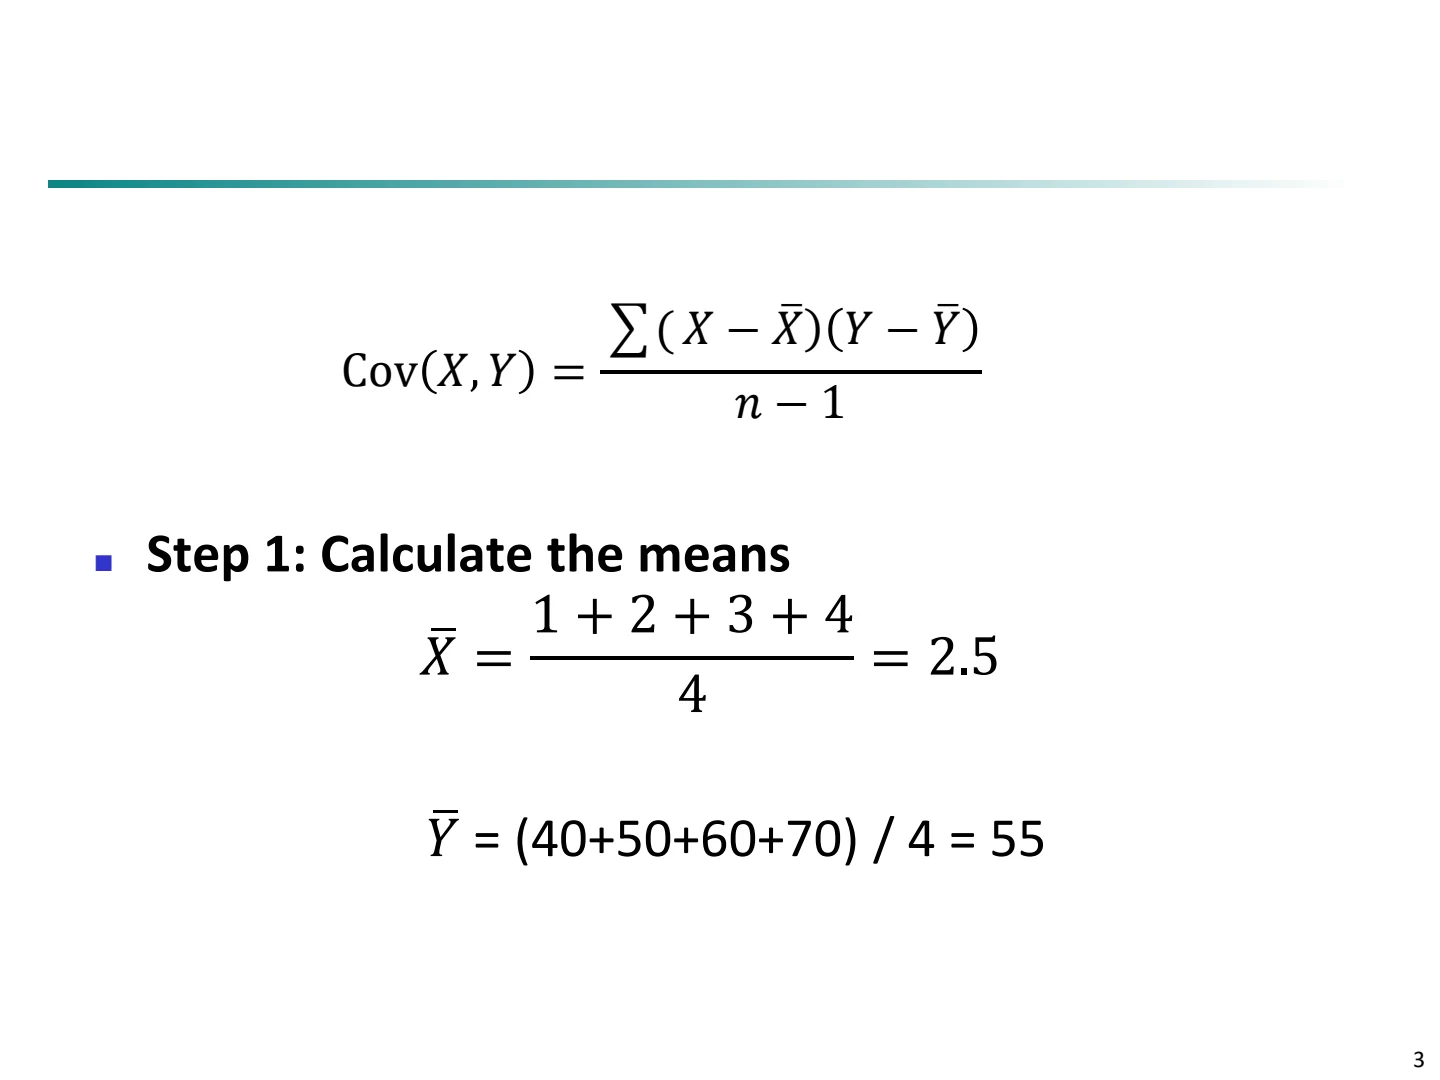 Cov(X, Y) = ∑(X − X̄)(Y − Ȳ) / n − 1
■ Step 1: Calculate the means
X̄ = 1 + 2 + 3 + 4 / 4 = 2.5
Ȳ = (40+50+60+70) / 4 = 55
3